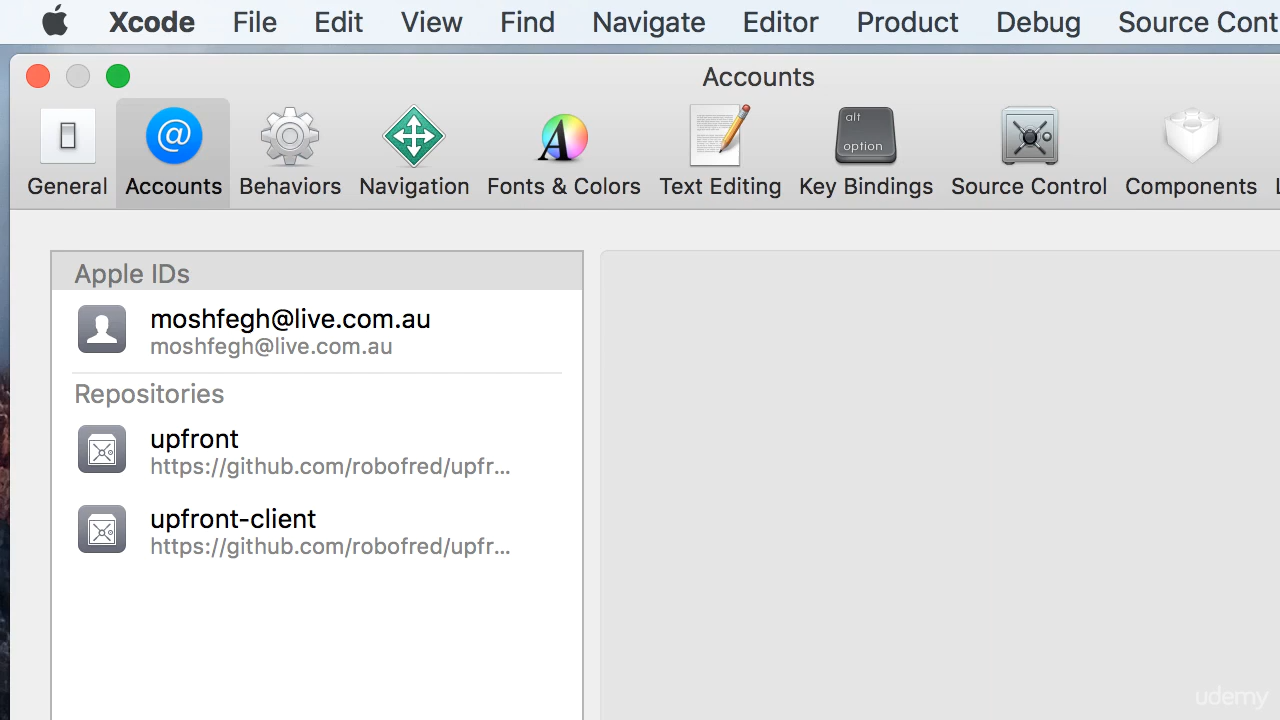 Xcode File Edit View Find Navigate Editor Product Debug Source Cont
Accounts
alt
option
General Accounts Behaviors Navigation Fonts & Colors Text Editing Key Bindings Source Control Components
Apple IDs
moshfegh@live.com.au
moshfegh@live.com.au
Repositories
upfront
https://github.com/robofred/upfr...
upfront-client
https://github.com/robofred/upfr...
udemy